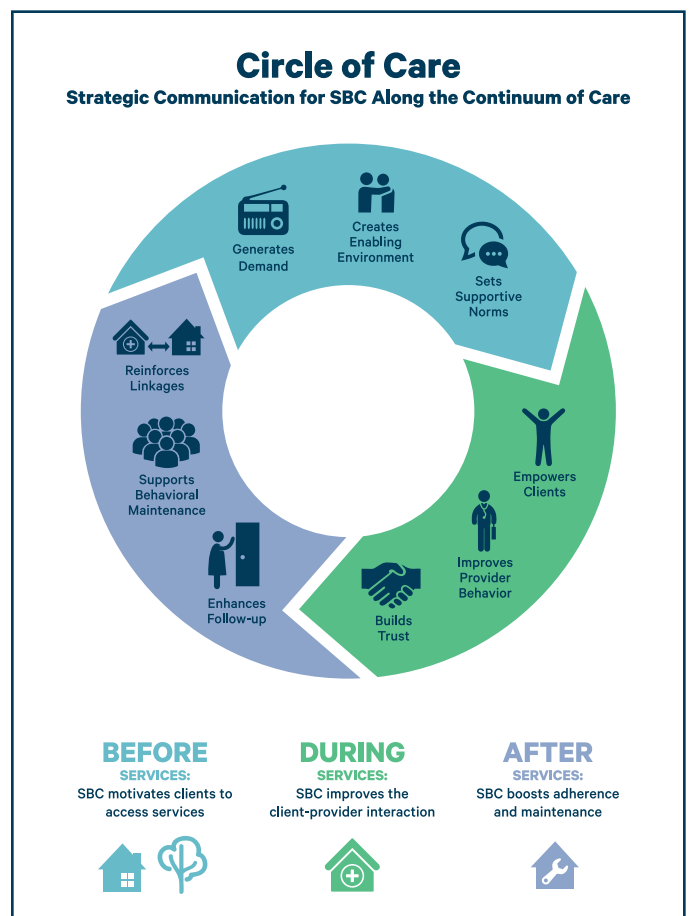 Circle of Care
Strategic Communication for SBC Along the Continuum of Care
Generates
Demand
Creates
Enabling
Environment
Sets
Supportive
Norms
Empowers
Clients
Improves
Provider
Behavior
Builds
Trust
Enhances
Follow-up
Supports
Behavioral
Maintenance
Reinforces
Linkages
BEFORE
SERVICES:
SBC motivates clients to
access services
DURING
SERVICES:
SBC improves the
client-provider interaction
AFTER
SERVICES:
SBC boosts adherence
and maintenance